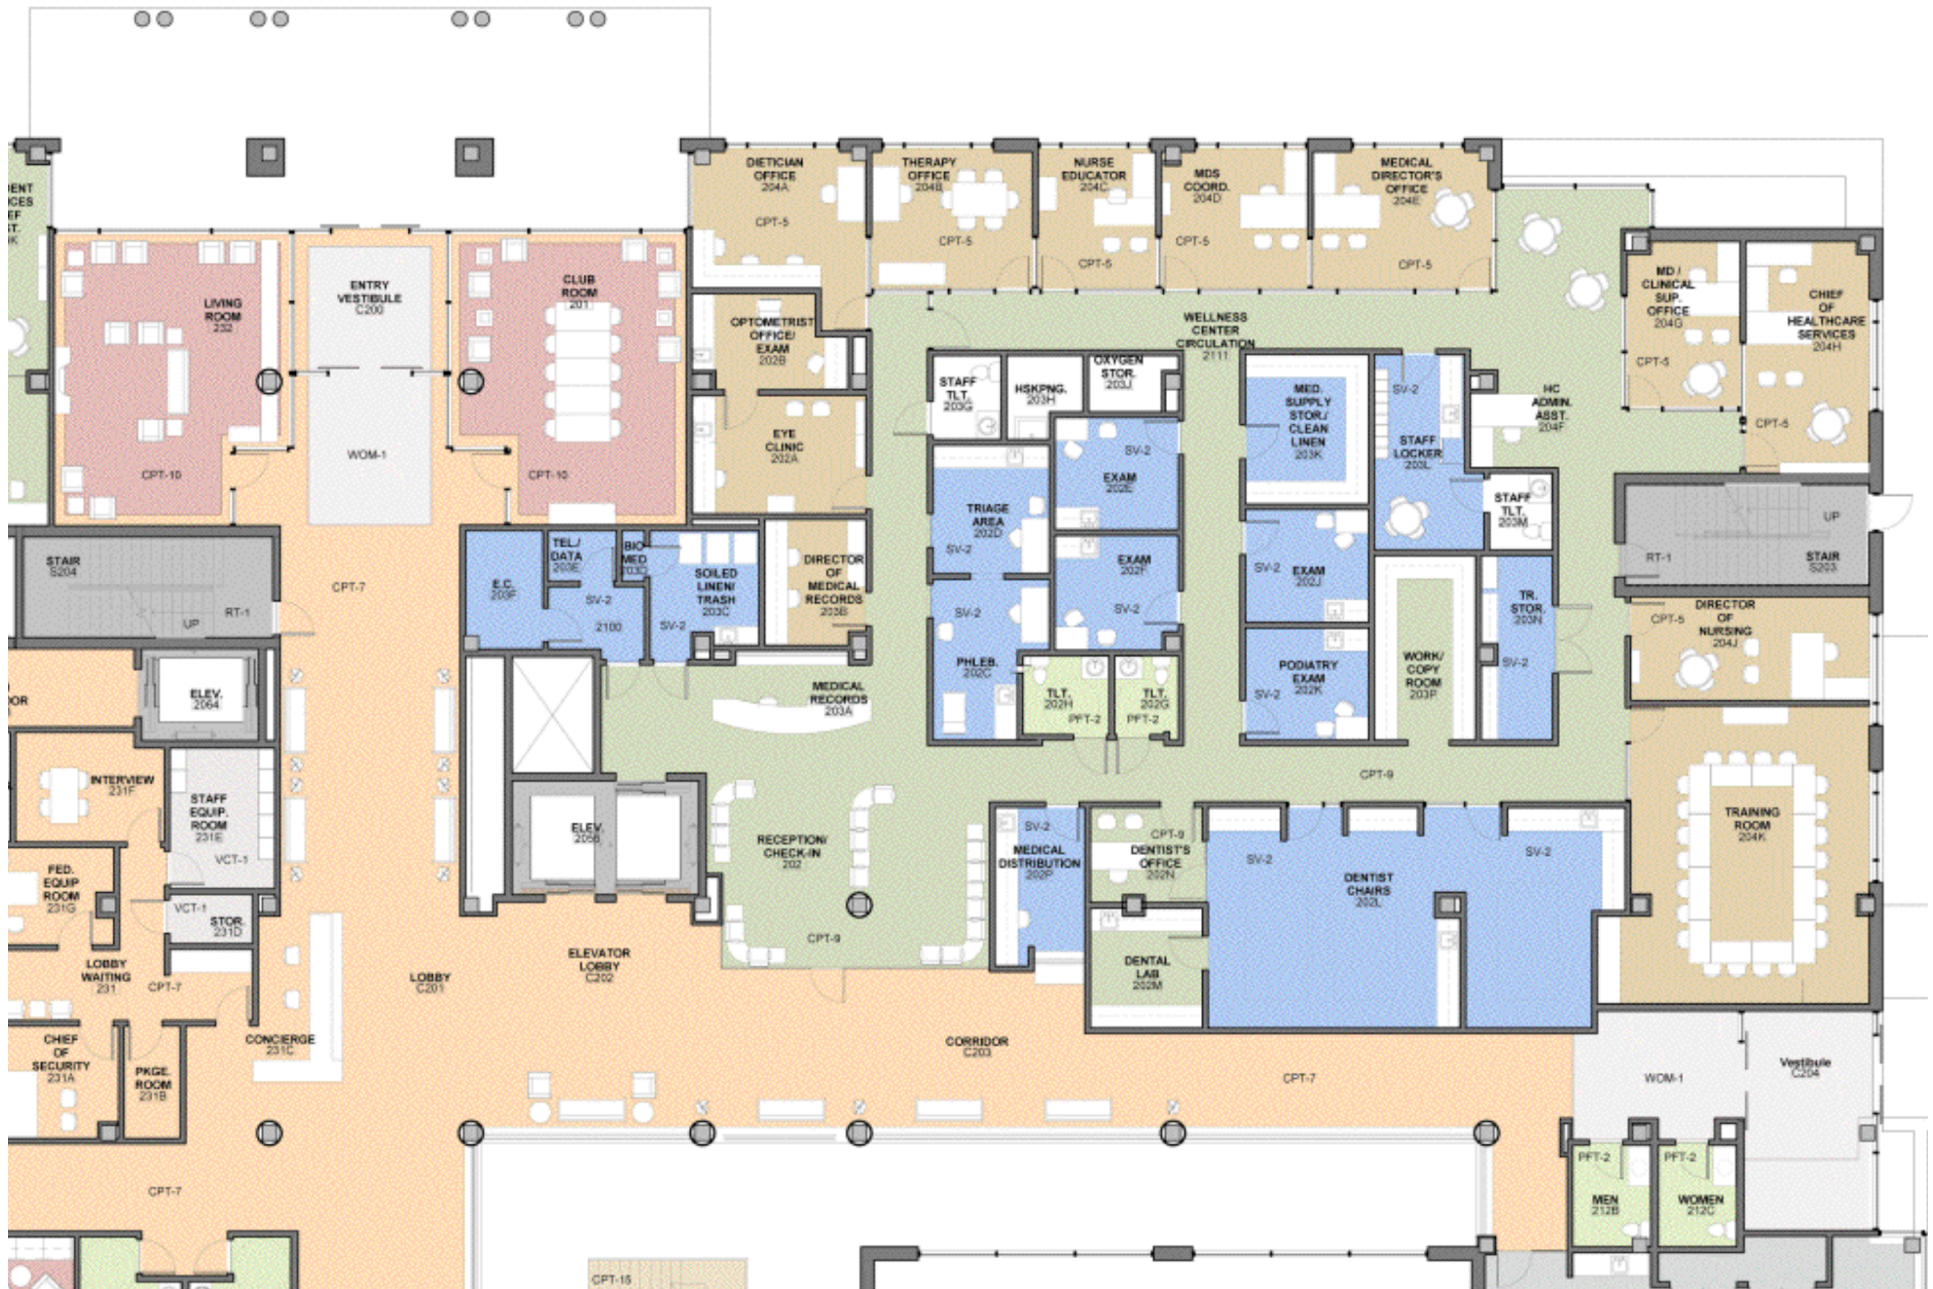 DIETICIAN
OFFICE
204A
CPT-5
THERAPY
OFFICE
204B
CPT-5
NURSE
EDUCATOR
204C
CPT-5
MDS
COORD.
204D
CPT-5
MEDICAL
DIRECTOR'S
OFFICE
204E
CPT-5
LIVING
ROOM
232
CPT-10
ENTRY
VESTIBULE
C200
WOM-1
CLUB
ROOM
201
CPT-10
OPTOMETRIST
OFFICE/
EXAM
202B
EYE
CLINIC
202A
WELLNESS
CENTER
CIRCULATION
2111
MD /
CLINICAL
SUP.
OFFICE
204G
CPT-5
CHIEF
OF
HEALTHCARE
SERVICES
204H
CPT-5
STAFF
TLT.
203G
HSKPNG.
203H
OXYGEN
STOR.
203J
MED.
SUPPLY
STOR./
CLEAN
LINEN
203K
SV-2
STAFF
LOCKER
203L
HC
ADMIN.
ASST.
204F
STAFF
TLT.
203M
TRIAGE
AREA
202D
SV-2
SV-2
EXAM
202E
EXAM
202F
SV-2
SV-2
EXAM
202J
SV-2
PODIATRY
EXAM
202K
WORK/
COPY
ROOM
203P
TR.
STOR.
203N
SV-2
UP
RT-1
STAIR
S203
DIRECTOR
OF
NURSING
204J
CPT-5
STAIR
S204
UP
RT-1
CPT-7
E.C.
203F
TEL./
DATA
203E
BIO
MED
203D
SV-2
2100
SOILED
LINEN/
TRASH
203C
SV-2
DIRECTOR
OF
MEDICAL
RECORDS
203B
SV-2
PHLEB.
202C
TLT.
202H
PFT-2
TLT.
202G
PFT-2
MEDICAL
RECORDS
203A
ELEV.
2064
INTERVIEW
231F
STAFF
EQUIP.
ROOM
231E
VCT-1
ELEV.
RECEPTION/
CHECK-IN
202
CPT-9
CPT-9
SV-2
MEDICAL
DISTRIBUTION
202P
CPT-9
DENTIST'S
OFFICE
202N
SV-2
DENTIST
CHAIRS
202L
SV-2
TRAINING
ROOM
204K
FED.
EQUIP
ROOM
231G
VCT-1
STOR.
231D
LOBBY
WAITING
231
CPT-7
LOBBY
C201
ELEVATOR
LOBBY
C202
DENTAL
LAB
202M
CHIEF
OF
SECURITY
231A
PKGE.
ROOM
231B
CONCIERGE
231C
CORRIDOR
C203
CPT-7
WOM-1
Vestibule
C204
CPT-7
PFT-2
MEN
212B
PFT-2
WOMEN
212C
CPT-15